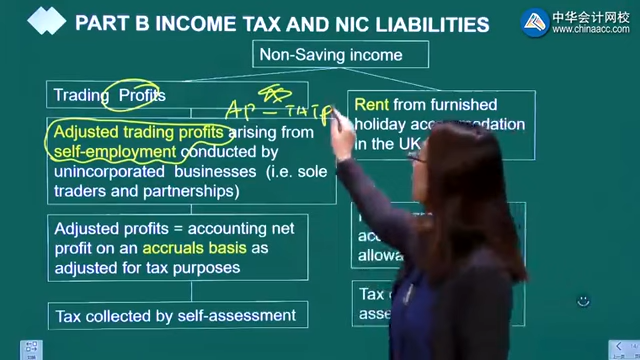 PART B INCOME TAX AND NIC LIABILITIES
中华会计网校
www.chinaacc.com
Non-Saving income
Trading Profits
Adjusted trading profits arising from
self-employment conducted by
unincorporated businesses (i.e. sole
traders and partnerships)
Adjusted profits = accounting net
profit on an accruals basis as
adjusted for tax purposes
Tax collected by self-assessment
AP
Rent from furnished
holiday accommodation
in the UK
Tax